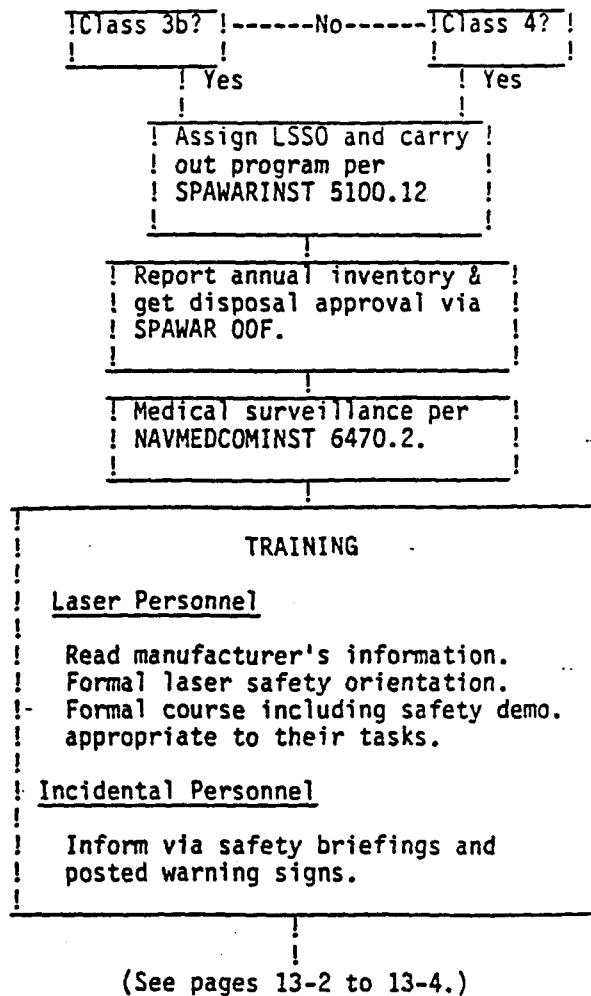 Class 3b? No Class 4?
Yes Yes
Assign LSSO and carry
out program per
SPAWARINST 5100.12
Report annual inventory &
get disposal approval via
SPAWAR OOF.
Medical surveillance per
NAVMEDCOMINST 6470.2.
TRAINING
Laser Personnel
Read manufacturer's information.
Formal laser safety orientation.
Formal course including safety demo.
appropriate to their tasks.
Incidental Personnel
Inform via safety briefings and
posted warning signs.
(See pages 13-2 to 13-4.)